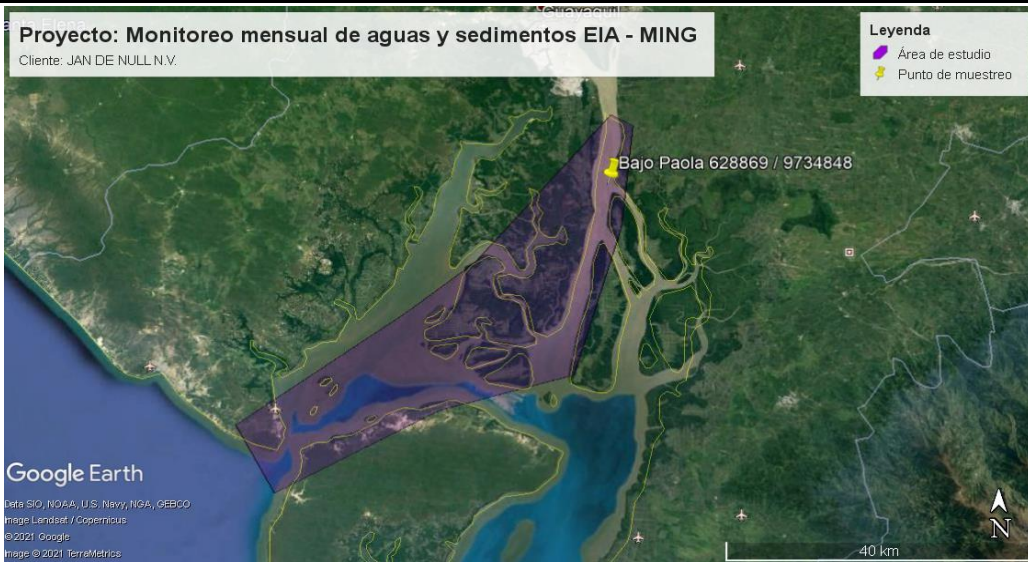 Guayaquil
Proyecto: Monitoreo mensual de aguas y sedimentos EIA - MING
Cliente: JAN DE NULL N.V.
Leyenda
Área de estudio
Punto de muestreo
Bajo Paola 628869 / 9734848
Google Earth
Data SIO, NOAA, U.S. Navy, NGA, GEBCO
Image Landsat / Copernicus
©2021 Google
Image © 2021 TerraMetrics
N
40 km